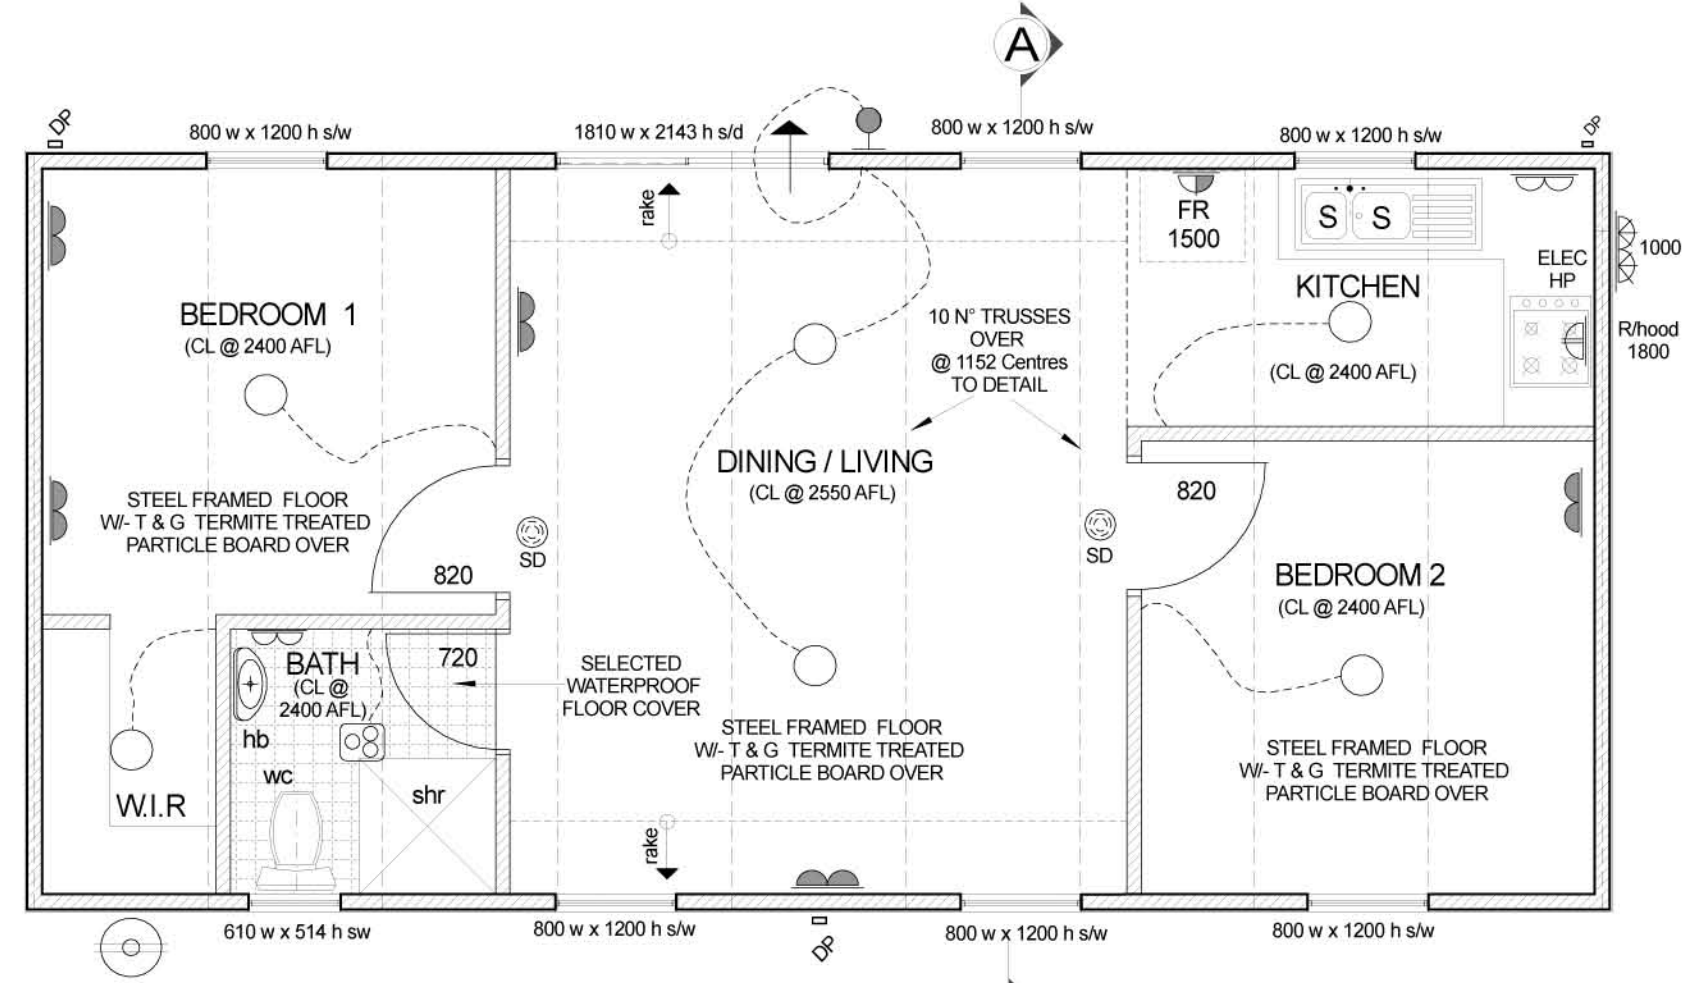 A
DP
800 w x 1200 h s/w
1810 w x 2143 h s/d
800 w x 1200 h s/w
800 w x 1200 h s/w
DP
rake
FR
1500
S S
1000
ELEC
HP
KITCHEN
(CL @ 2400 AFL)
R/hood
1800
BEDROOM 1
(CL @ 2400 AFL)
10 N° TRUSSES
OVER
@ 1152 Centres
TO DETAIL
DINING / LIVING
(CL @ 2550 AFL)
STEEL FRAMED FLOOR
W/- T & G TERMITE TREATED
PARTICLE BOARD OVER
820
SD
SD
820
BEDROOM 2
(CL @ 2400 AFL)
BATH
(CL @
2400 AFL)
720
SELECTED
WATERPROOF
FLOOR COVER
hb
wc
shr
W.I.R
STEEL FRAMED FLOOR
W/- T & G TERMITE TREATED
PARTICLE BOARD OVER
STEEL FRAMED FLOOR
W/- T & G TERMITE TREATED
PARTICLE BOARD OVER
rake
610 w x 514 h sw
800 w x 1200 h s/w
DP
800 w x 1200 h s/w
800 w x 1200 h s/w